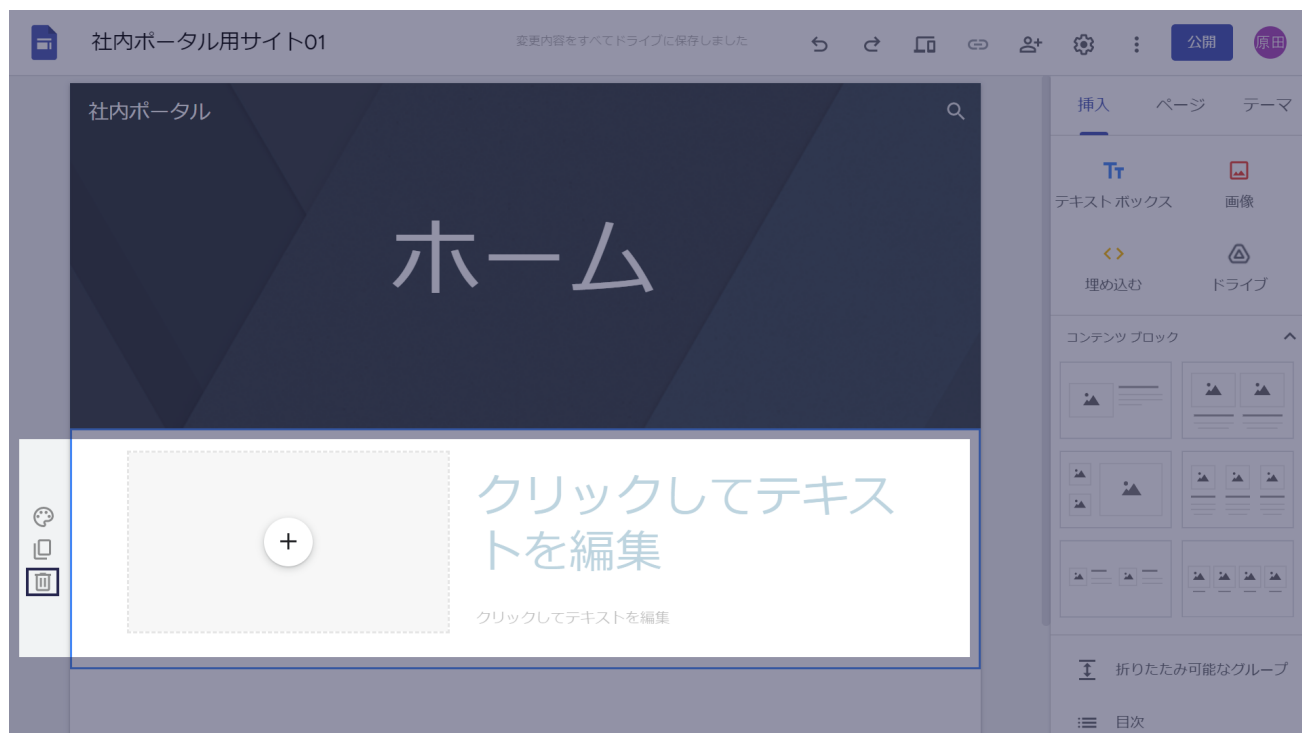 社内ポータル用サイト01
変更内容をすべてドライブに保存しました
公開
原田
社内ポータル
ホーム
挿入
ページ
テーマ
テキスト ボックス
画像
埋め込む
ドライブ
コンテンツ ブロック
クリックしてテキス
トを編集
クリックしてテキストを編集
折りたたみ可能なグループ
目次